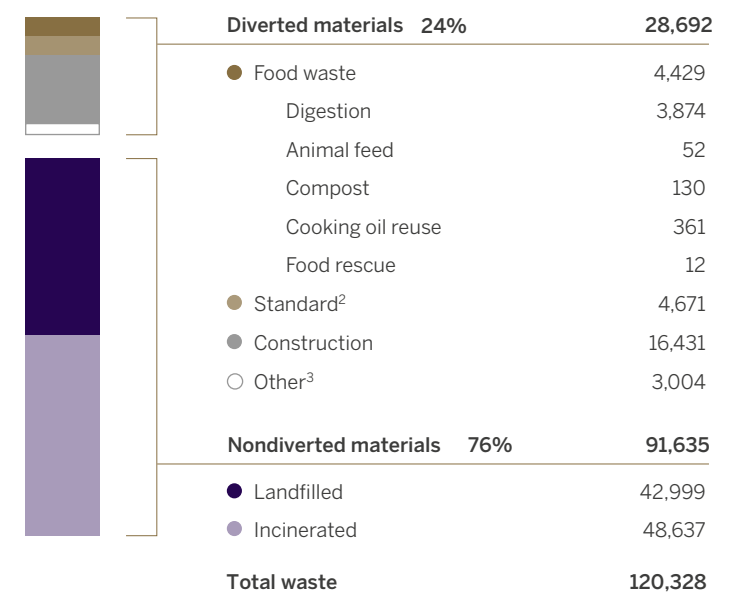 Diverted materials 24% 28,692
Food waste 4,429
Digestion 3,874
Animal feed 52
Compost 130
Cooking oil reuse 361
Food rescue 12
Standard² 4,671
Construction 16,431
Other³ 3,004
Nondiverted materials 76% 91,635
Landfilled 42,999
Incinerated 48,637
Total waste 120,328